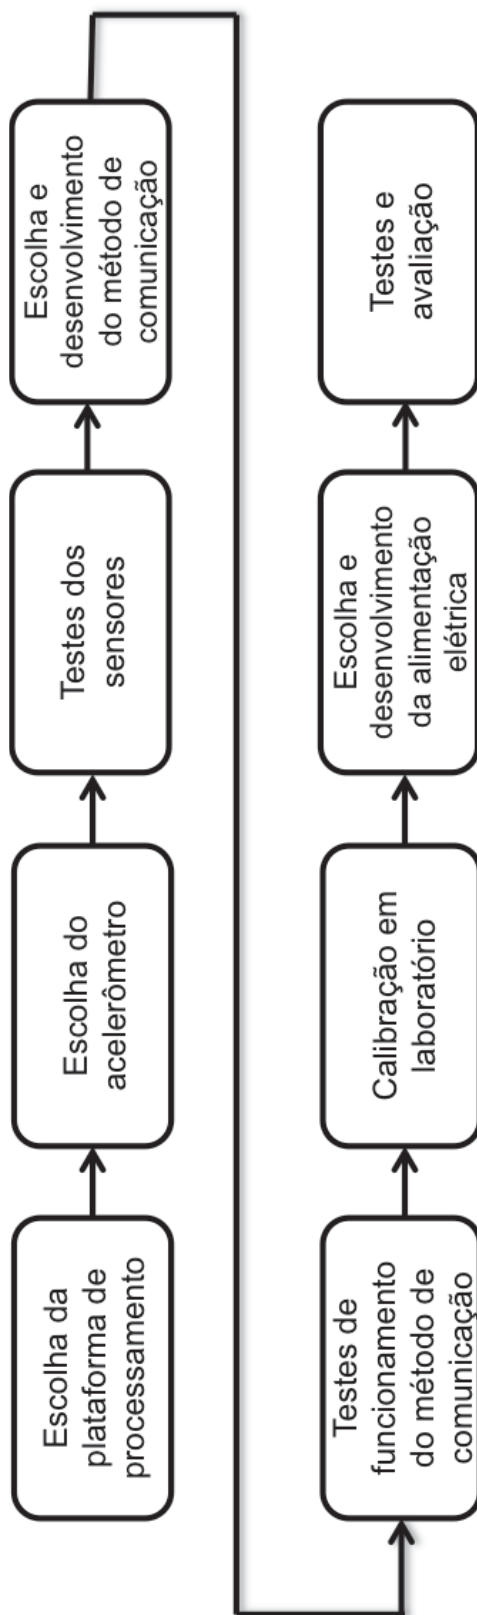 Escolha da
plataforma de
processamento
Escolha do
acelerômetro
Testes dos
sensores
Escolha e
desenvolvimento
do método de
comunicação
Testes de
funcionamento
do método de
comunicação
Calibração em
laboratório
Escolha e
desenvolvimento
da alimentação
elétrica
Testes e
avaliação